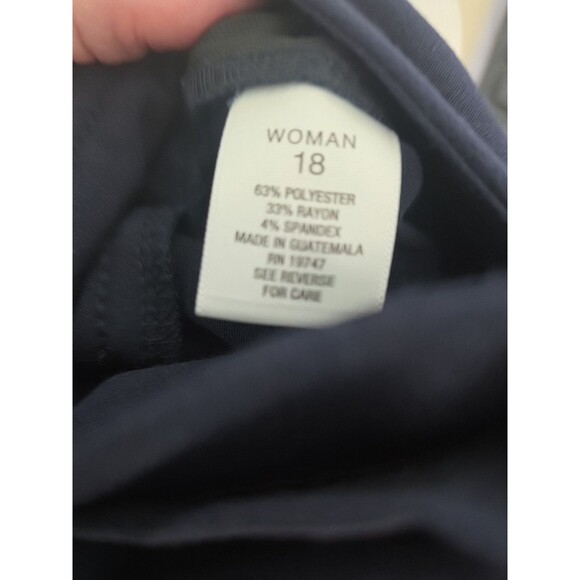 WOMAN
18
63% POLYESTER
33% RAYON
4% SPANDEX
MADE IN GUATEMALA
RN 19747
SEE REVERSE
FOR CARE